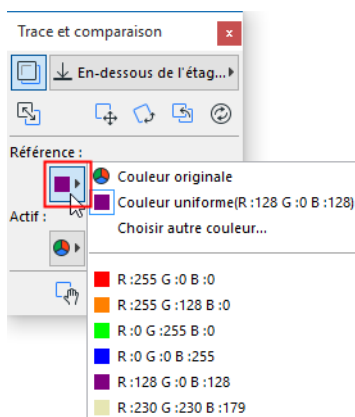 Trace et comparaison
x
En-dessous de l'étag...
Référence :
Couleur originale
Couleur uniforme(R :128 G :0 B :128)
Actif :
Choisir autre couleur...
R :255 G :0 B :0
R :255 G :128 B :0
R :0 G :255 B :0
R :0 G :0 B :255
R :128 G :0 B :128
R :230 G :230 B :179